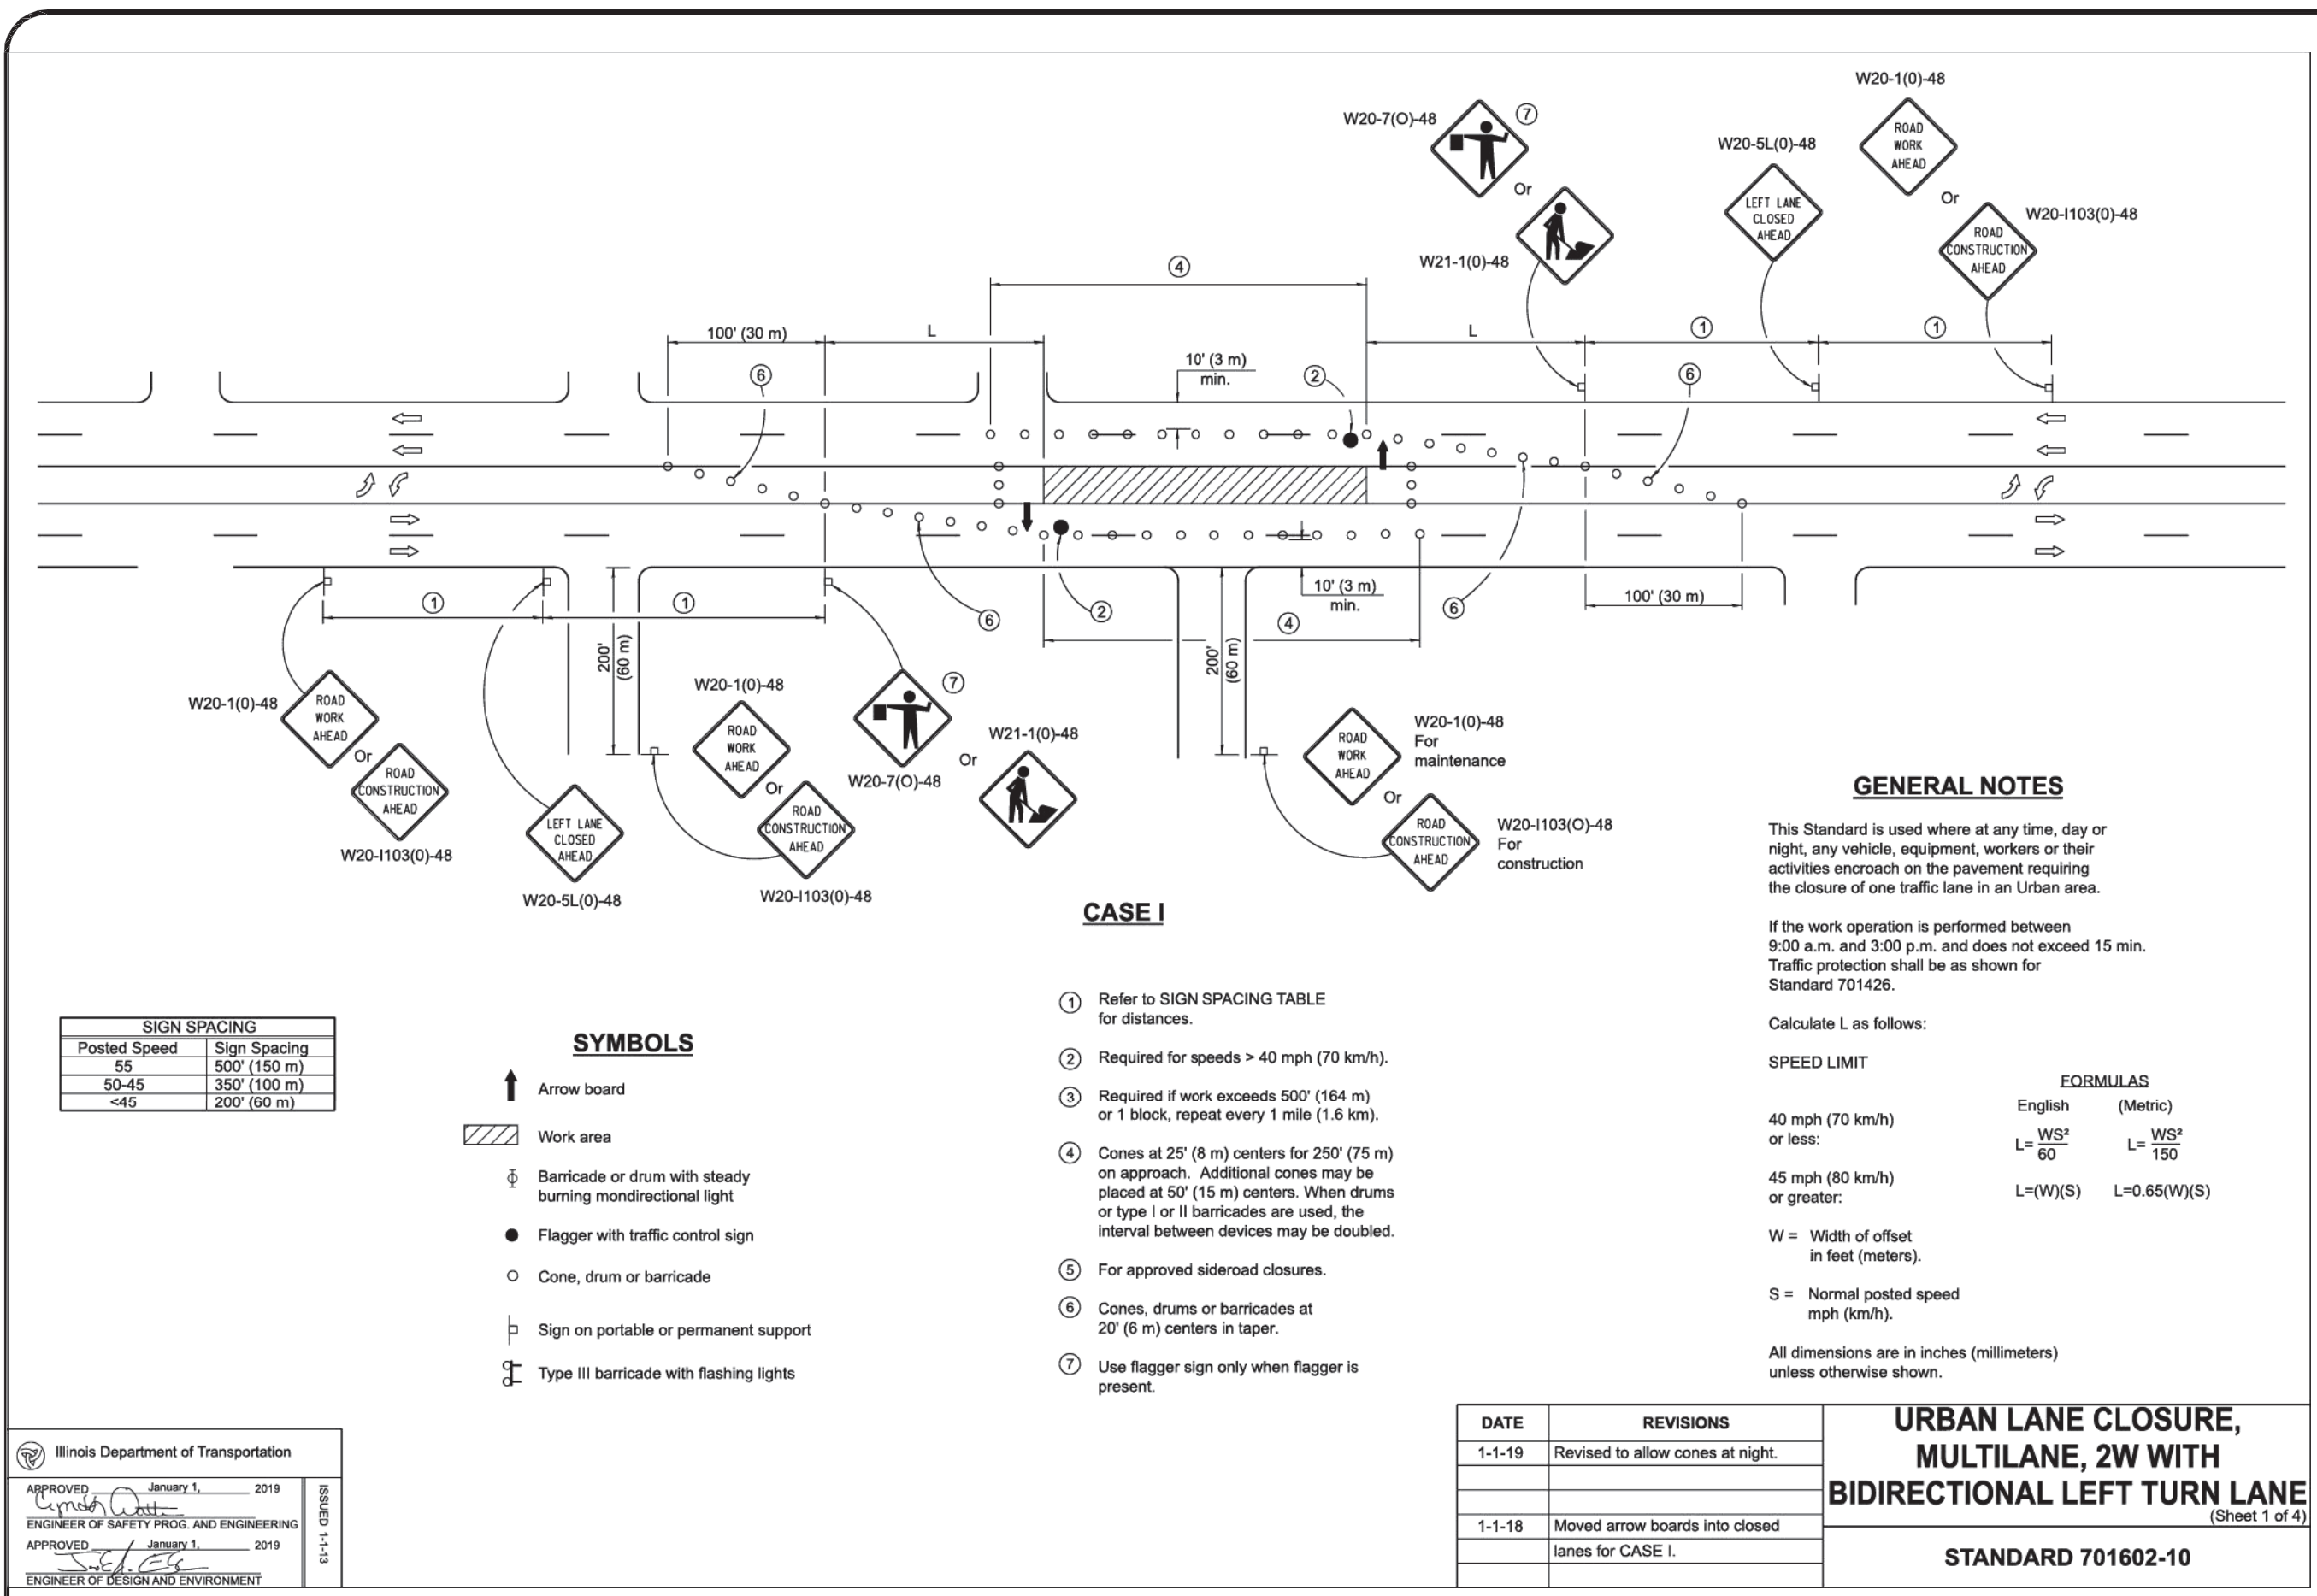 W20-1(0)-48
W20-7(O)-48
7
ROAD
WORK
AHEAD
W20-5L(0)-48
Or
Or
W20-I103(0)-48
LEFT LANE
CLOSED
AHEAD
ROAD
CONSTRUCTION
AHEAD
W21-1(0)-48
4
100' (30 m)
L
L
1
1
10' (3 m)
min.
6
2
6
1
1
200'
(60 m)
6
2
10' (3 m)
min.
4
6
100' (30 m)
200'
(60 m)
W20-1(0)-48
ROAD
WORK
AHEAD
Or
ROAD
CONSTRUCTION
AHEAD
W20-I103(0)-48
LEFT LANE
CLOSED
AHEAD
W20-5L(0)-48
W20-1(0)-48
ROAD
WORK
AHEAD
Or
ROAD
CONSTRUCTION
AHEAD
W20-I103(0)-48
7
W20-7(O)-48
Or
W21-1(0)-48
ROAD
WORK
AHEAD
W20-1(0)-48
For
maintenance
Or
ROAD
CONSTRUCTION
AHEAD
W20-I103(O)-48
For
construction
CASE I
GENERAL NOTES
This Standard is used where at any time, day or
night, any vehicle, equipment, workers or their
activities encroach on the pavement requiring
the closure of one traffic lane in an Urban area.
If the work operation is performed between
9:00 a.m. and 3:00 p.m. and does not exceed 15 min.
Traffic protection shall be as shown for
Standard 701426.
Calculate L as follows:
SPEED LIMIT
FORMULAS
English (Metric)
40 mph (70 km/h)
or less:
L= WS²/60 L= WS²/150
45 mph (80 km/h)
or greater:
L=(W)(S) L=0.65(W)(S)
W = Width of offset
in feet (meters).
S = Normal posted speed
mph (km/h).
All dimensions are in inches (millimeters)
unless otherwise shown.
SIGN SPACING
Posted Speed Sign Spacing
55 500' (150 m)
50-45 350' (100 m)
<45 200' (60 m)
SYMBOLS
Arrow board
Work area
Barricade or drum with steady
burning mondirectional light
Flagger with traffic control sign
Cone, drum or barricade
Sign on portable or permanent support
Type III barricade with flashing lights
1 Refer to SIGN SPACING TABLE
for distances.
2 Required for speeds > 40 mph (70 km/h).
3 Required if work exceeds 500' (164 m)
or 1 block, repeat every 1 mile (1.6 km).
4 Cones at 25' (8 m) centers for 250' (75 m)
on approach. Additional cones may be
placed at 50' (15 m) centers. When drums
or type I or II barricades are used, the
interval between devices may be doubled.
5 For approved sideroad closures.
6 Cones, drums or barricades at
20' (6 m) centers in taper.
7 Use flagger sign only when flagger is
present.
Illinois Department of Transportation
APPROVED January 1, 2019
ENGINEER OF SAFETY PROG. AND ENGINEERING
APPROVED January 1, 2019
ENGINEER OF DESIGN AND ENVIRONMENT
ISSUED 1-1-13
DATE REVISIONS
1-1-19 Revised to allow cones at night.
1-1-18 Moved arrow boards into closed
lanes for CASE I.
URBAN LANE CLOSURE,
MULTILANE, 2W WITH
BIDIRECTIONAL LEFT TURN LANE
(Sheet 1 of 4)
STANDARD 701602-10